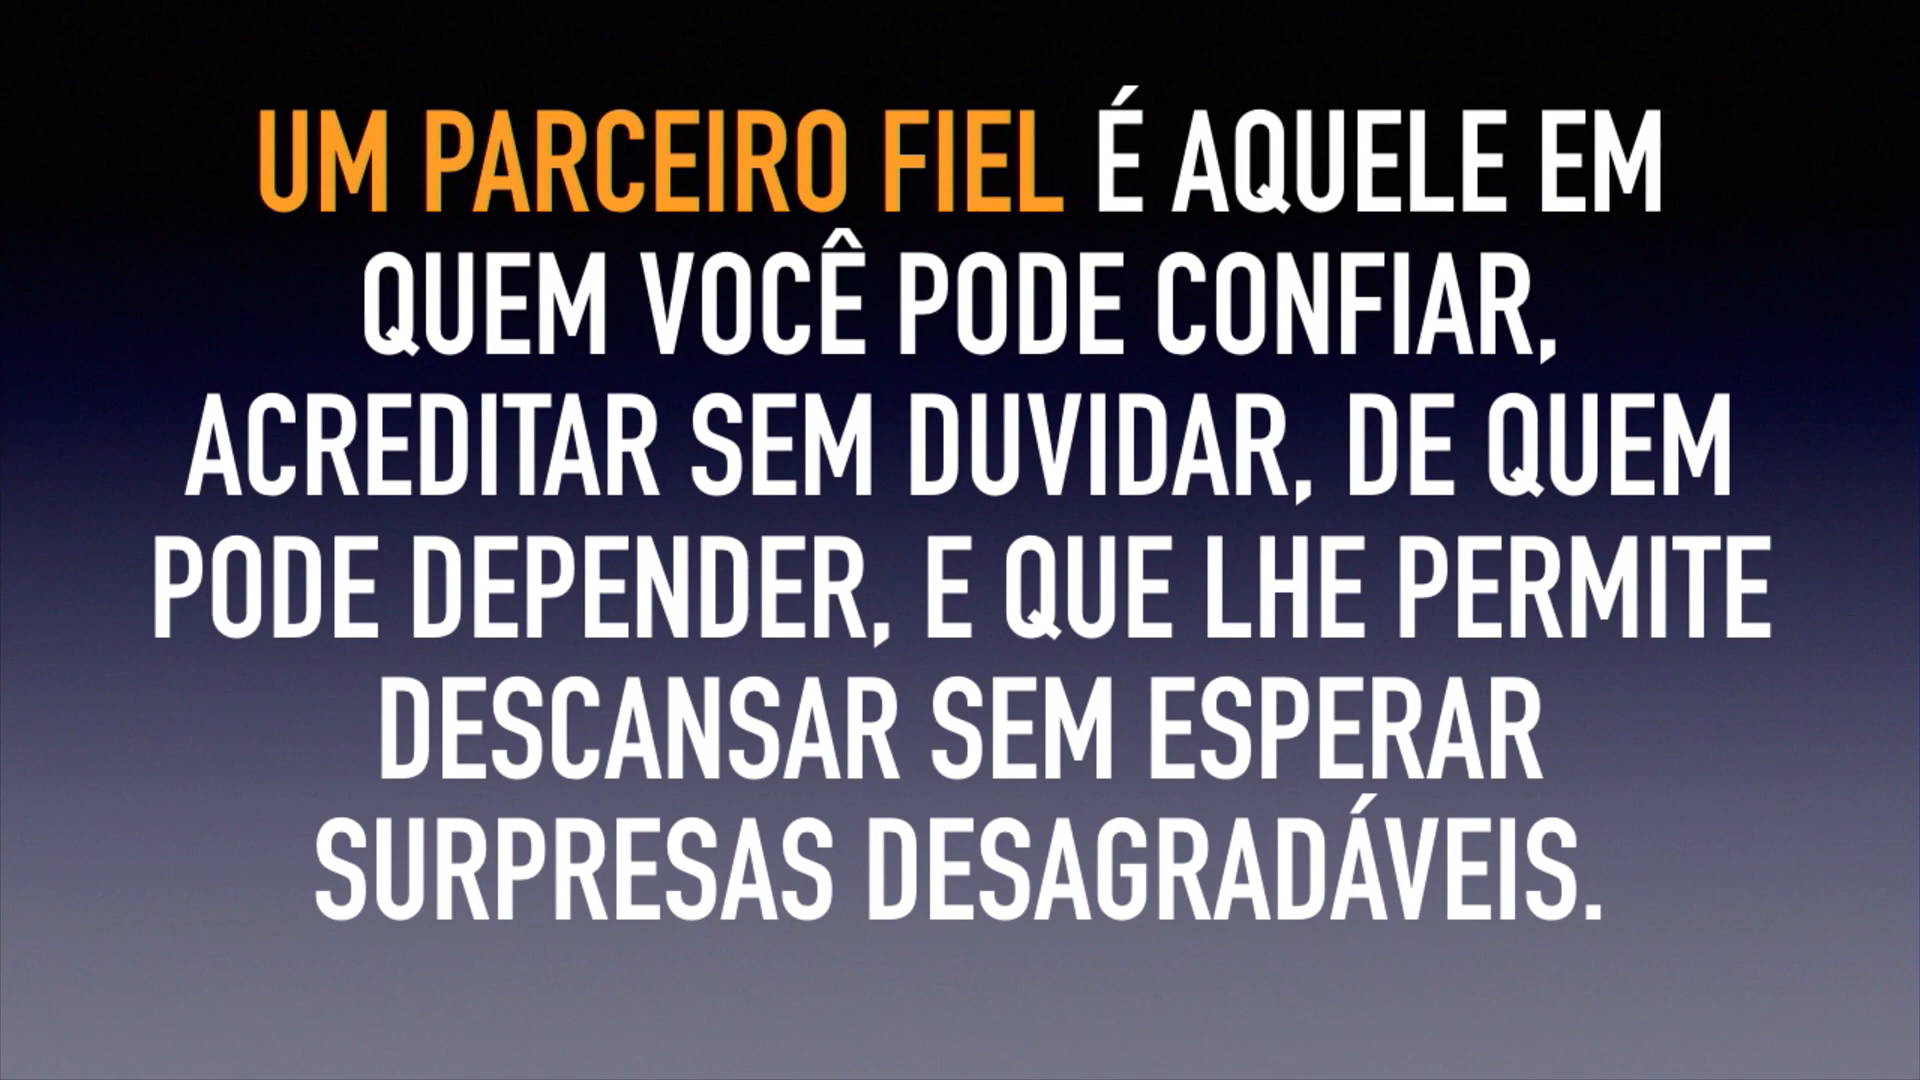 UM PARCEIRO FIEL É AQUELE EM
QUEM VOCÊ PODE CONFIAR,
ACREDITAR SEM DUVIDAR, DE QUEM
PODE DEPENDER, E QUE LHE PERMITE
DESCANSAR SEM ESPERAR
SURPRESAS DESAGRADÁVEIS.